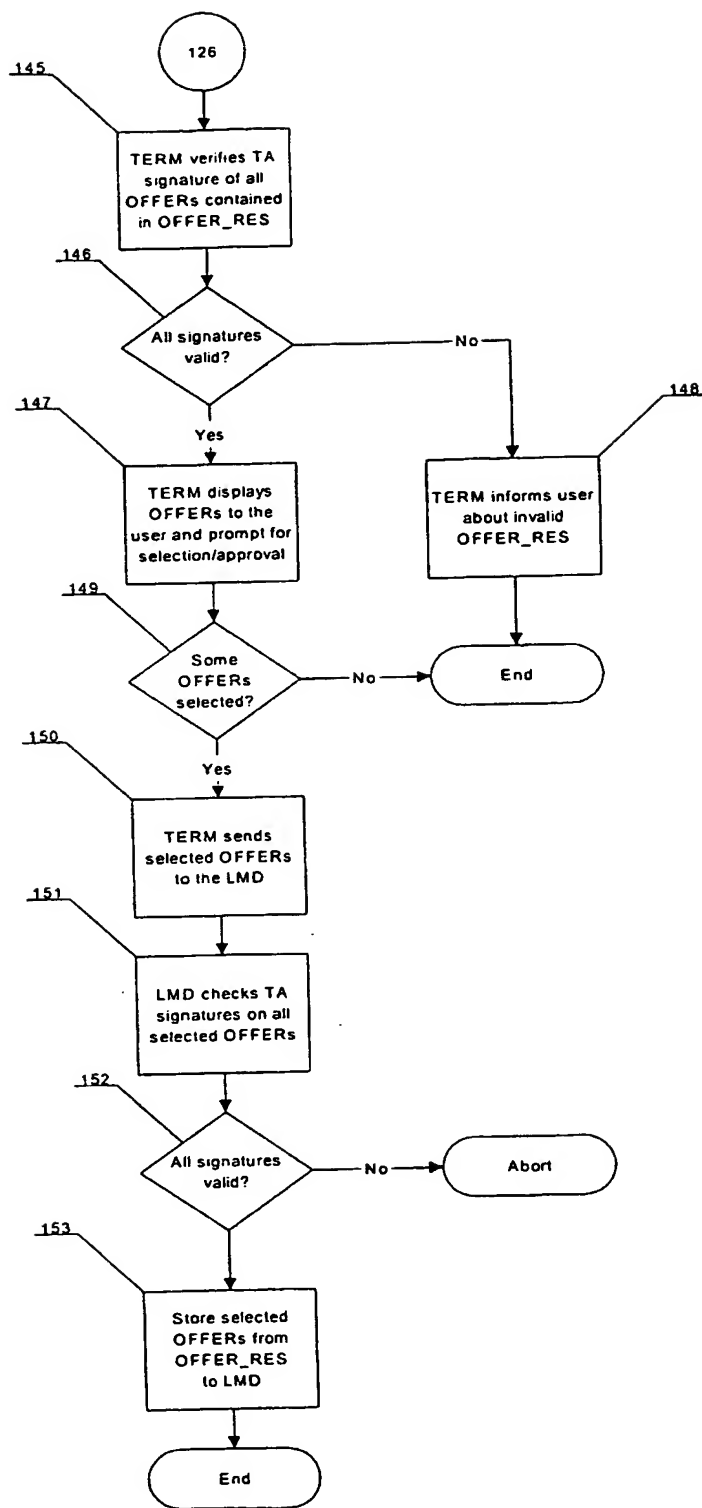 126
145
TERM verifies TA
signature of all
OFFERs contained
in OFFER_RES
146
All signatures
valid?
No
147
148
Yes
TERM displays
OFFERs to the
user and prompt for
selection/approval
TERM informs user
about invalid
OFFER_RES
149
Some
OFFERs
selected?
No
End
150
Yes
TERM sends
selected OFFERs
to the LMD
151
LMD checks TA
signatures on all
selected OFFERs
152
All signatures
valid?
No
Abort
153
Store selected
OFFERs from
OFFER_RES
to LMD
End